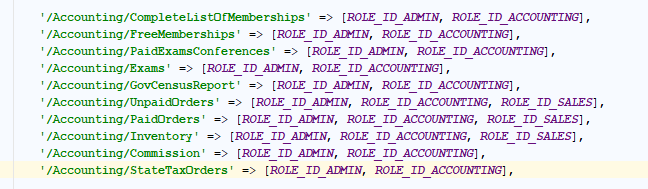 '/Accounting/CompleteListOfMemberships' => [ROLE_ID_ADMIN, ROLE_ID_ACCOUNTING],
'/Accounting/FreeMemberships' => [ROLE_ID_ADMIN, ROLE_ID_ACCOUNTING],
'/Accounting/PaidExamsConferences' => [ROLE_ID_ADMIN, ROLE_ID_ACCOUNTING],
'/Accounting/Exams' => [ROLE_ID_ADMIN, ROLE_ID_ACCOUNTING],
'/Accounting/GovCensusReport' => [ROLE_ID_ADMIN, ROLE_ID_ACCOUNTING],
'/Accounting/UnpaidOrders' => [ROLE_ID_ADMIN, ROLE_ID_ACCOUNTING, ROLE_ID_SALES],
'/Accounting/PaidOrders' => [ROLE_ID_ADMIN, ROLE_ID_ACCOUNTING, ROLE_ID_SALES],
'/Accounting/Inventory' => [ROLE_ID_ADMIN, ROLE_ID_ACCOUNTING, ROLE_ID_SALES],
'/Accounting/Commission' => [ROLE_ID_ADMIN, ROLE_ID_ACCOUNTING],
'/Accounting/StateTaxOrders' => [ROLE_ID_ADMIN, ROLE_ID_ACCOUNTING],